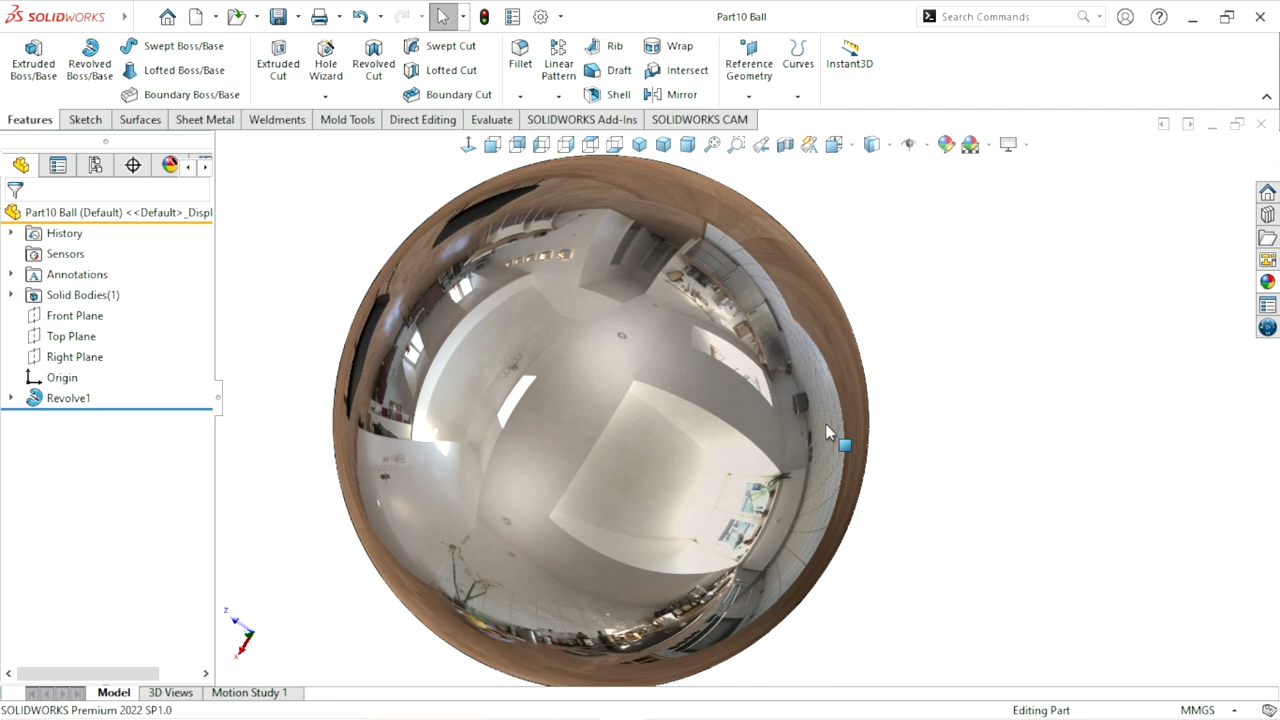 SOLIDWORKS
Part10 Ball
Search Commands
Extruded Boss/Base
Revolved Boss/Base
Swept Boss/Base
Lofted Boss/Base
Boundary Boss/Base
Extruded Cut
Hole Wizard
Revolved Cut
Swept Cut
Lofted Cut
Boundary Cut
Fillet
Linear Pattern
Rib
Draft
Shell
Wrap
Intersect
Mirror
Reference Geometry
Curves
Instant3D
Features Sketch Surfaces Sheet Metal Weldments Mold Tools Direct Editing Evaluate SOLIDWORKS Add-Ins SOLIDWORKS CAM
Part10 Ball (Default) <<Default>_Displ
History
Sensors
A Annotations
Solid Bodies(1)
Front Plane
Top Plane
Right Plane
Origin
Revolve1
z
x
Model 3D Views Motion Study 1
SOLIDWORKS Premium 2022 SP1.0 Editing Part MMGS